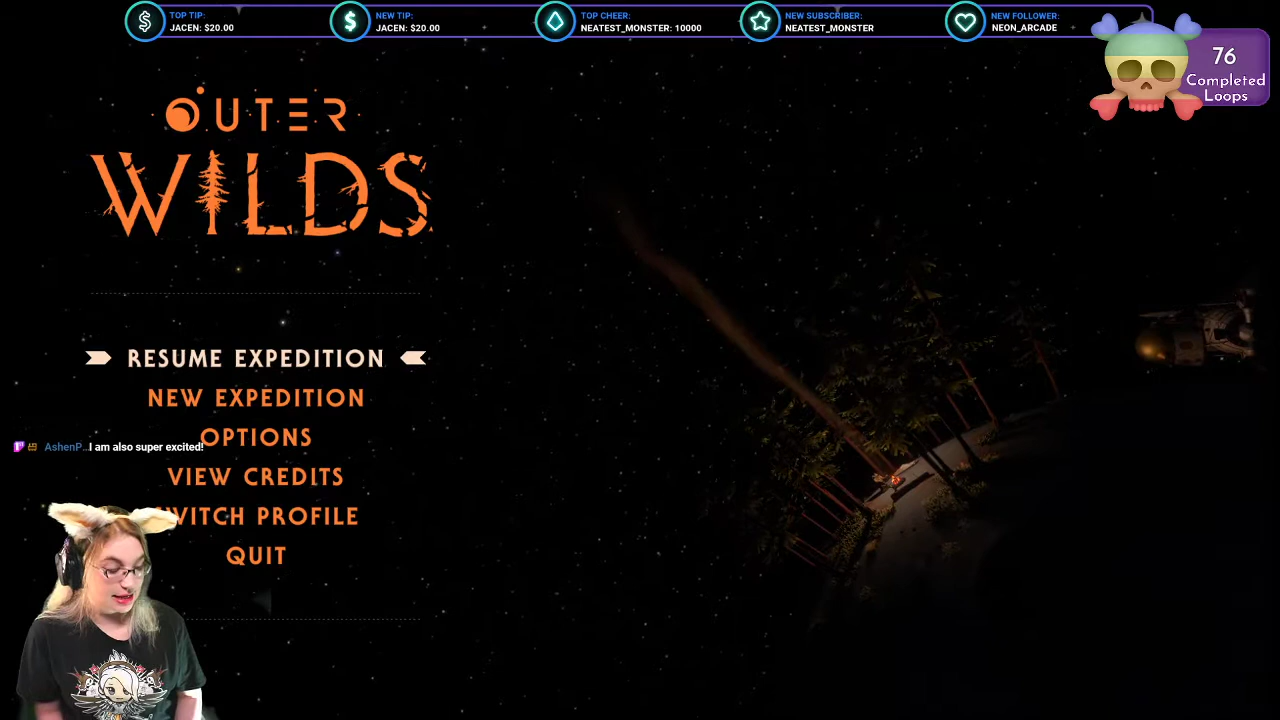 TOP TIP:
JACEN: $20.00
NEW TIP:
JACEN: $20.00
TOP CHEER:
NEATEST_MONSTER: 10000
NEW SUBSCRIBER:
NEATEST_MONSTER
NEW FOLLOWER:
NEON_ARCADE
76
Completed
Loops
OUTER
WILDS
RESUME EXPEDITION
NEW EXPEDITION
OPTIONS
AshenP... I am also super excited!
VIEW CREDITS
WITCH PROFILE
QUIT